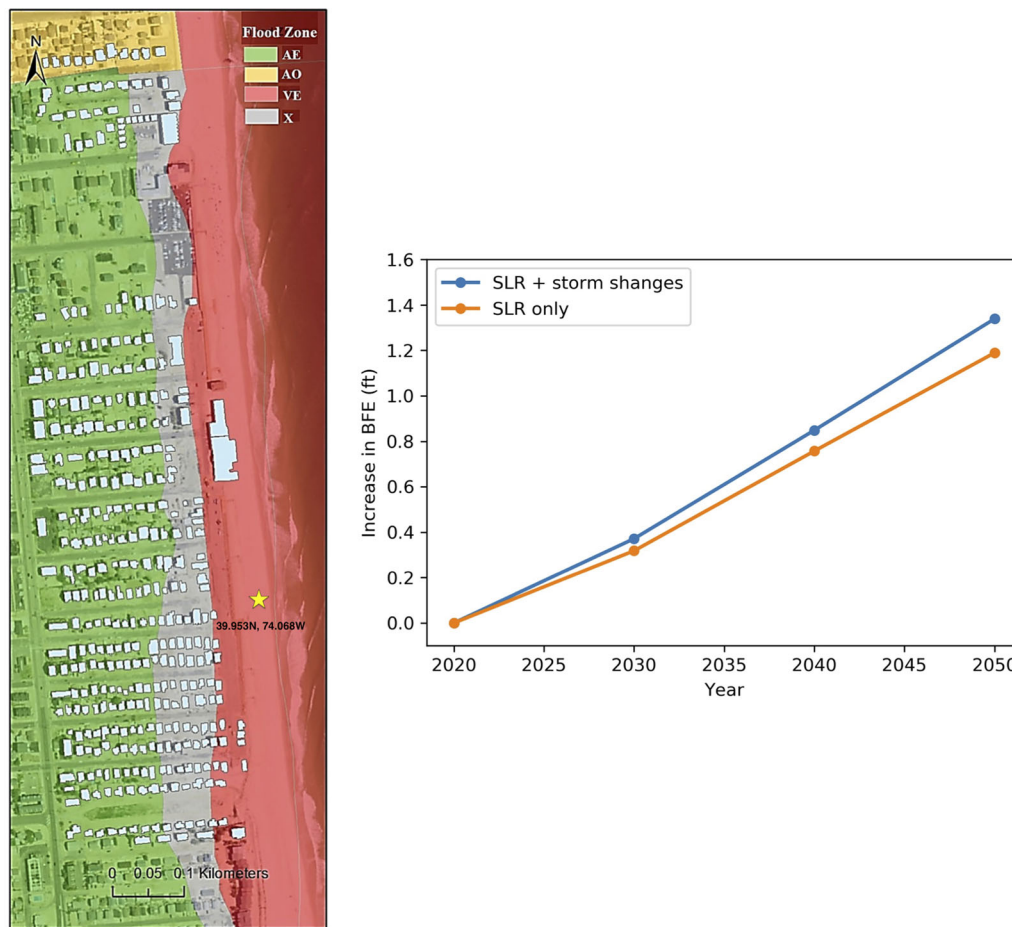 N
Flood Zone
AE
AO
VE
X
39.953N, 74.068W
0 0.05 0.1 Kilometers
SLR + storm shanges
SLR only
Increase in BFE (ft)
1.6
1.4
1.2
1.0
0.8
0.6
0.4
0.2
0.0
2020 2025 2030 2035 2040 2045 2050
Year